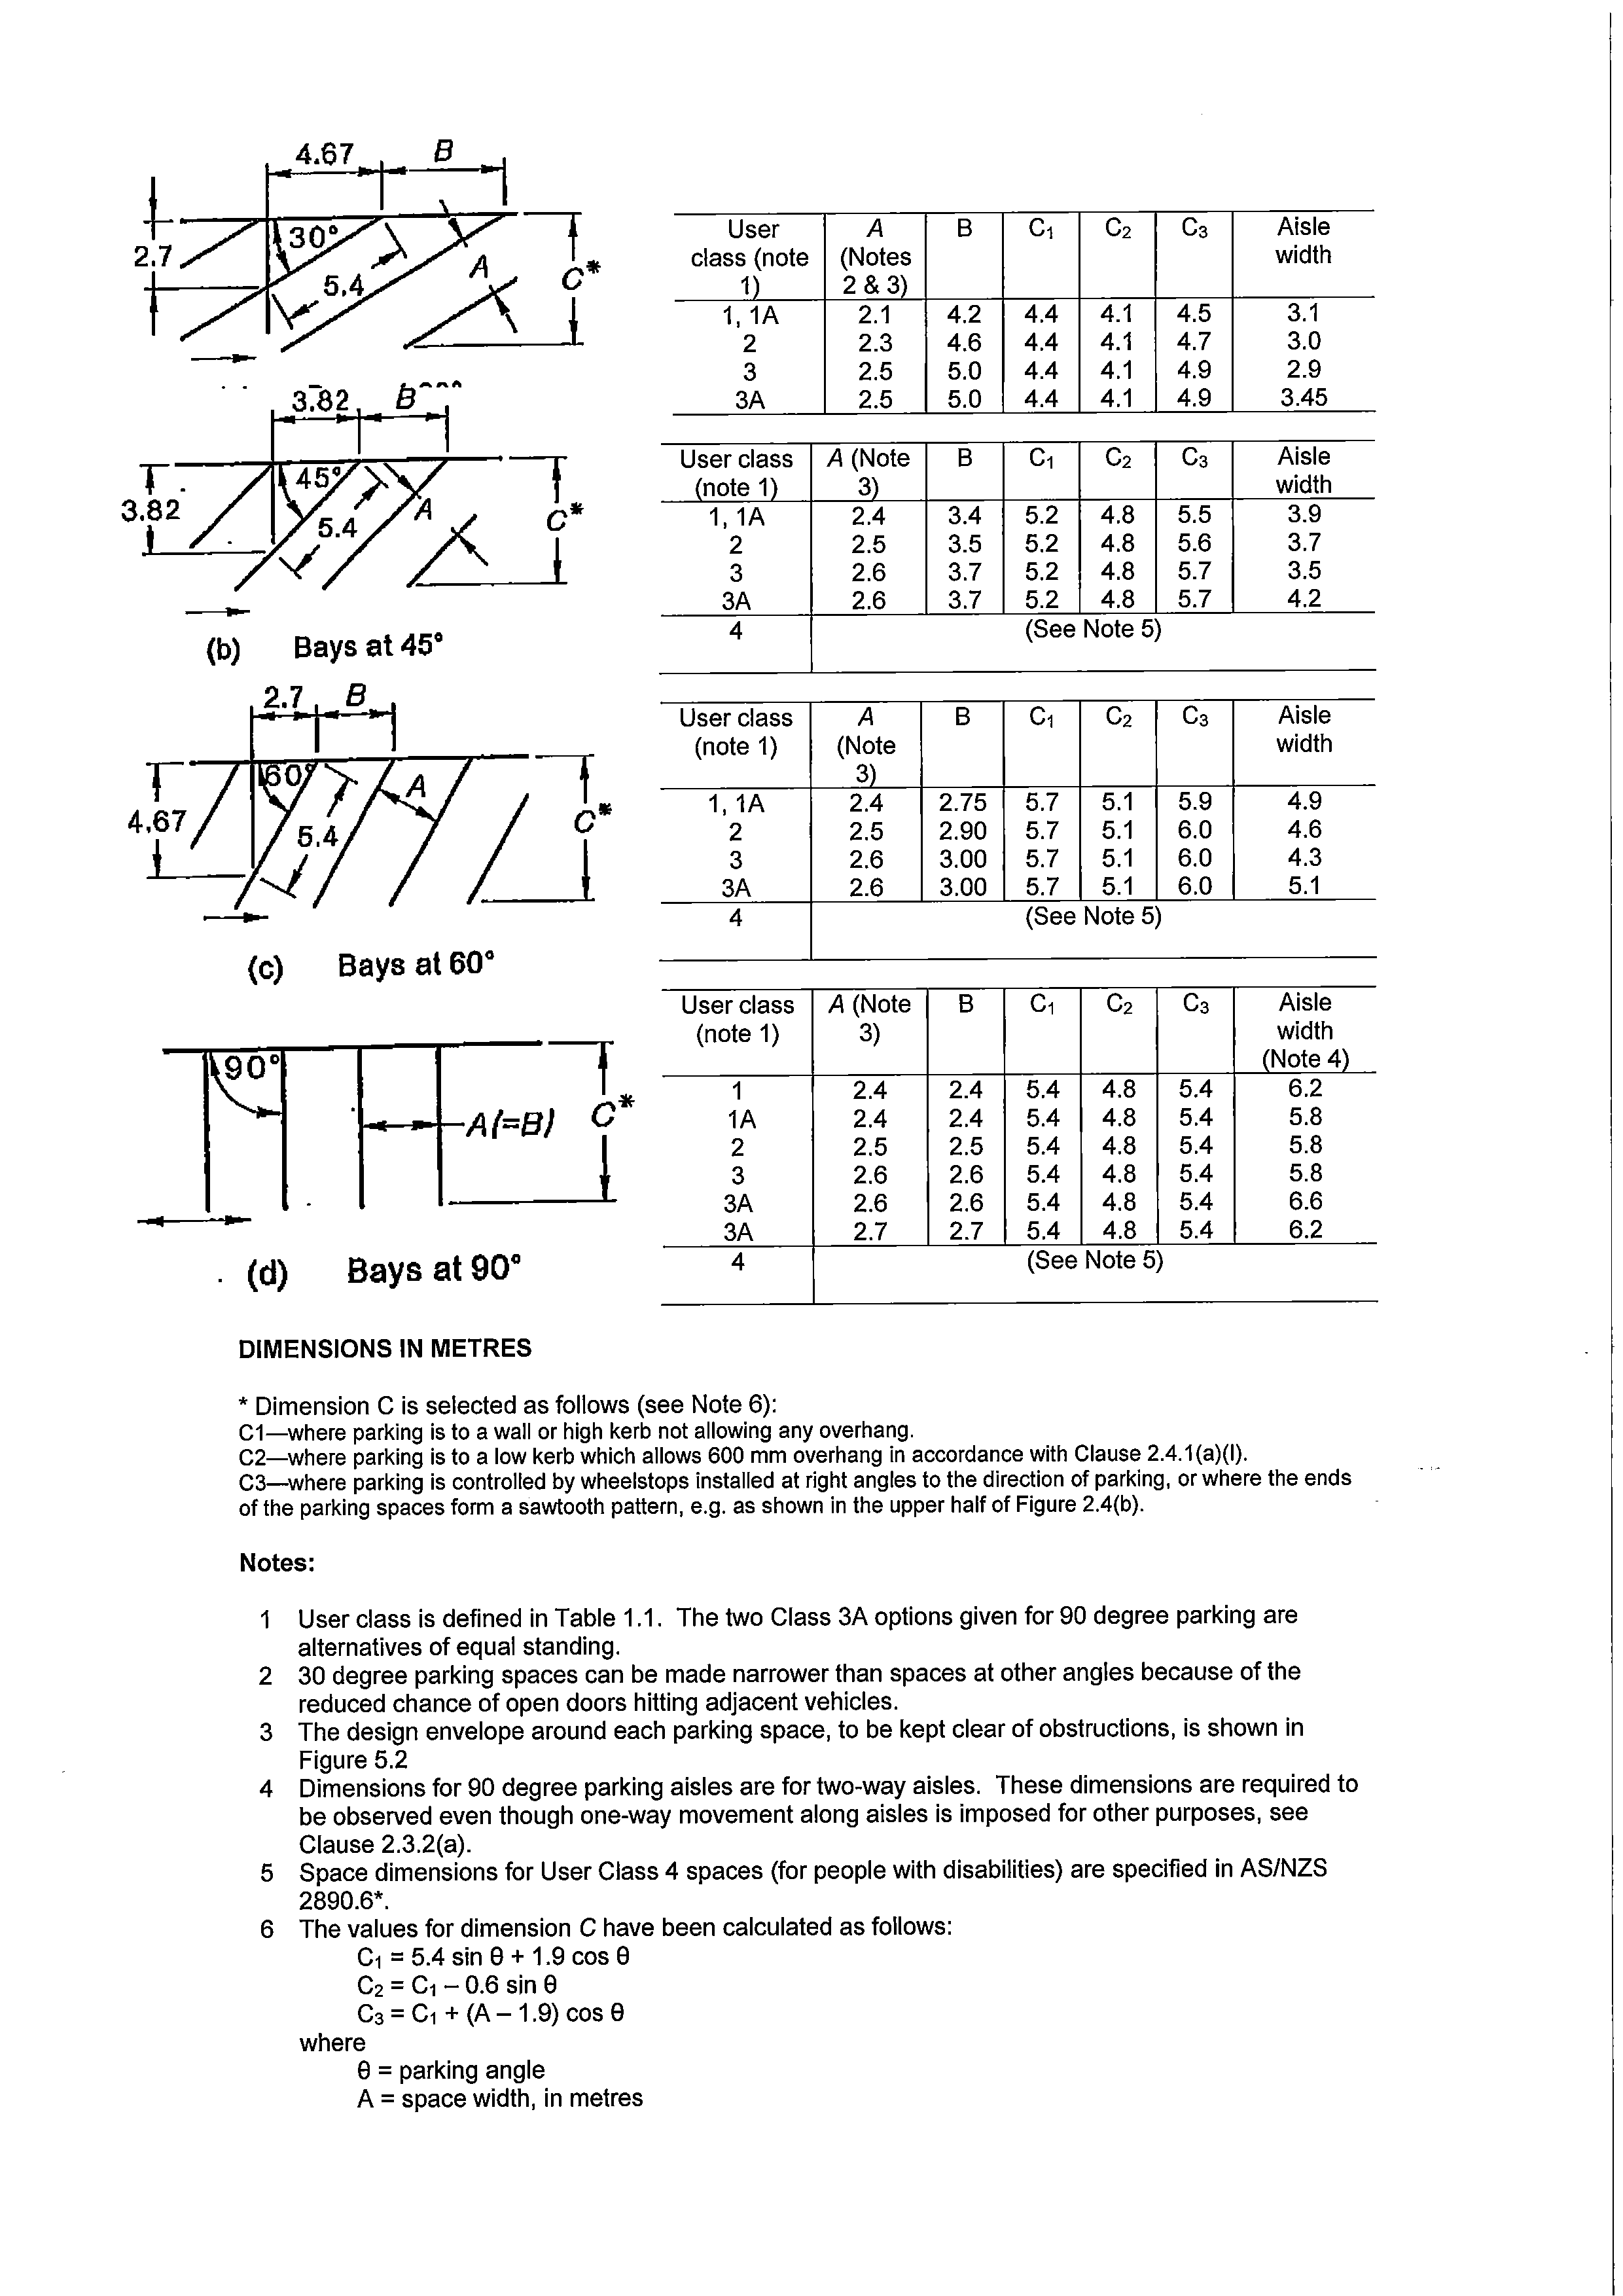 4.67 B
30°
2.7
5.4
A
C*
User class (note 1) A (Notes 2 & 3) B C1 C2 C3 Aisle width
1, 1A 2.1 4.2 4.4 4.1 4.5 3.1
2 2.3 4.6 4.4 4.1 4.7 3.0
3 2.5 5.0 4.4 4.1 4.9 2.9
3A 2.5 5.0 4.4 4.1 4.9 3.45
3.82 B
45°
3.82
5.4
A
C*
(b) Bays at 45°
User class (note 1) A (Note 3) B C1 C2 C3 Aisle width
1, 1A 2.4 3.4 5.2 4.8 5.5 3.9
2 2.5 3.5 5.2 4.8 5.6 3.7
3 2.6 3.7 5.2 4.8 5.7 3.5
3A 2.6 3.7 5.2 4.8 5.7 4.2
4 (See Note 5)
2.7 B
60°
4.67
5.4
A
C*
(c) Bays at 60°
User class (note 1) A (Note 3) B C1 C2 C3 Aisle width
1, 1A 2.4 2.75 5.7 5.1 5.9 4.9
2 2.5 2.90 5.7 5.1 6.0 4.6
3 2.6 3.00 5.7 5.1 6.0 4.3
3A 2.6 3.00 5.7 5.1 6.0 5.1
4 (See Note 5)
90°
A(=B)
C*
(d) Bays at 90°
User class (note 1) A (Note 3) B C1 C2 C3 Aisle width (Note 4)
1 2.4 2.4 5.4 4.8 5.4 6.2
1A 2.4 2.4 5.4 4.8 5.4 5.8
2 2.5 2.5 5.4 4.8 5.4 5.8
3 2.6 2.6 5.4 4.8 5.4 5.8
3A 2.6 2.6 5.4 4.8 5.4 6.6
3A 2.7 2.7 5.4 4.8 5.4 6.2
4 (See Note 5)
DIMENSIONS IN METRES
* Dimension C is selected as follows (see Note 6):
C1—where parking is to a wall or high kerb not allowing any overhang.
C2—where parking is to a low kerb which allows 600 mm overhang in accordance with Clause 2.4.1(a)(I).
C3—where parking is controlled by wheelstops installed at right angles to the direction of parking, or where the ends
of the parking spaces form a sawtooth pattern, e.g. as shown in the upper half of Figure 2.4(b).
Notes:
1 User class is defined in Table 1.1. The two Class 3A options given for 90 degree parking are
alternatives of equal standing.
2 30 degree parking spaces can be made narrower than spaces at other angles because of the
reduced chance of open doors hitting adjacent vehicles.
3 The design envelope around each parking space, to be kept clear of obstructions, is shown in
Figure 5.2
4 Dimensions for 90 degree parking aisles are for two-way aisles. These dimensions are required to
be observed even though one-way movement along aisles is imposed for other purposes, see
Clause 2.3.2(a).
5 Space dimensions for User Class 4 spaces (for people with disabilities) are specified in AS/NZS
2890.6*.
6 The values for dimension C have been calculated as follows:
C1 = 5.4 sin θ + 1.9 cos θ
C2 = C1 – 0.6 sin θ
C3 = C1 + (A – 1.9) cos θ
where
θ = parking angle
A = space width, in metres